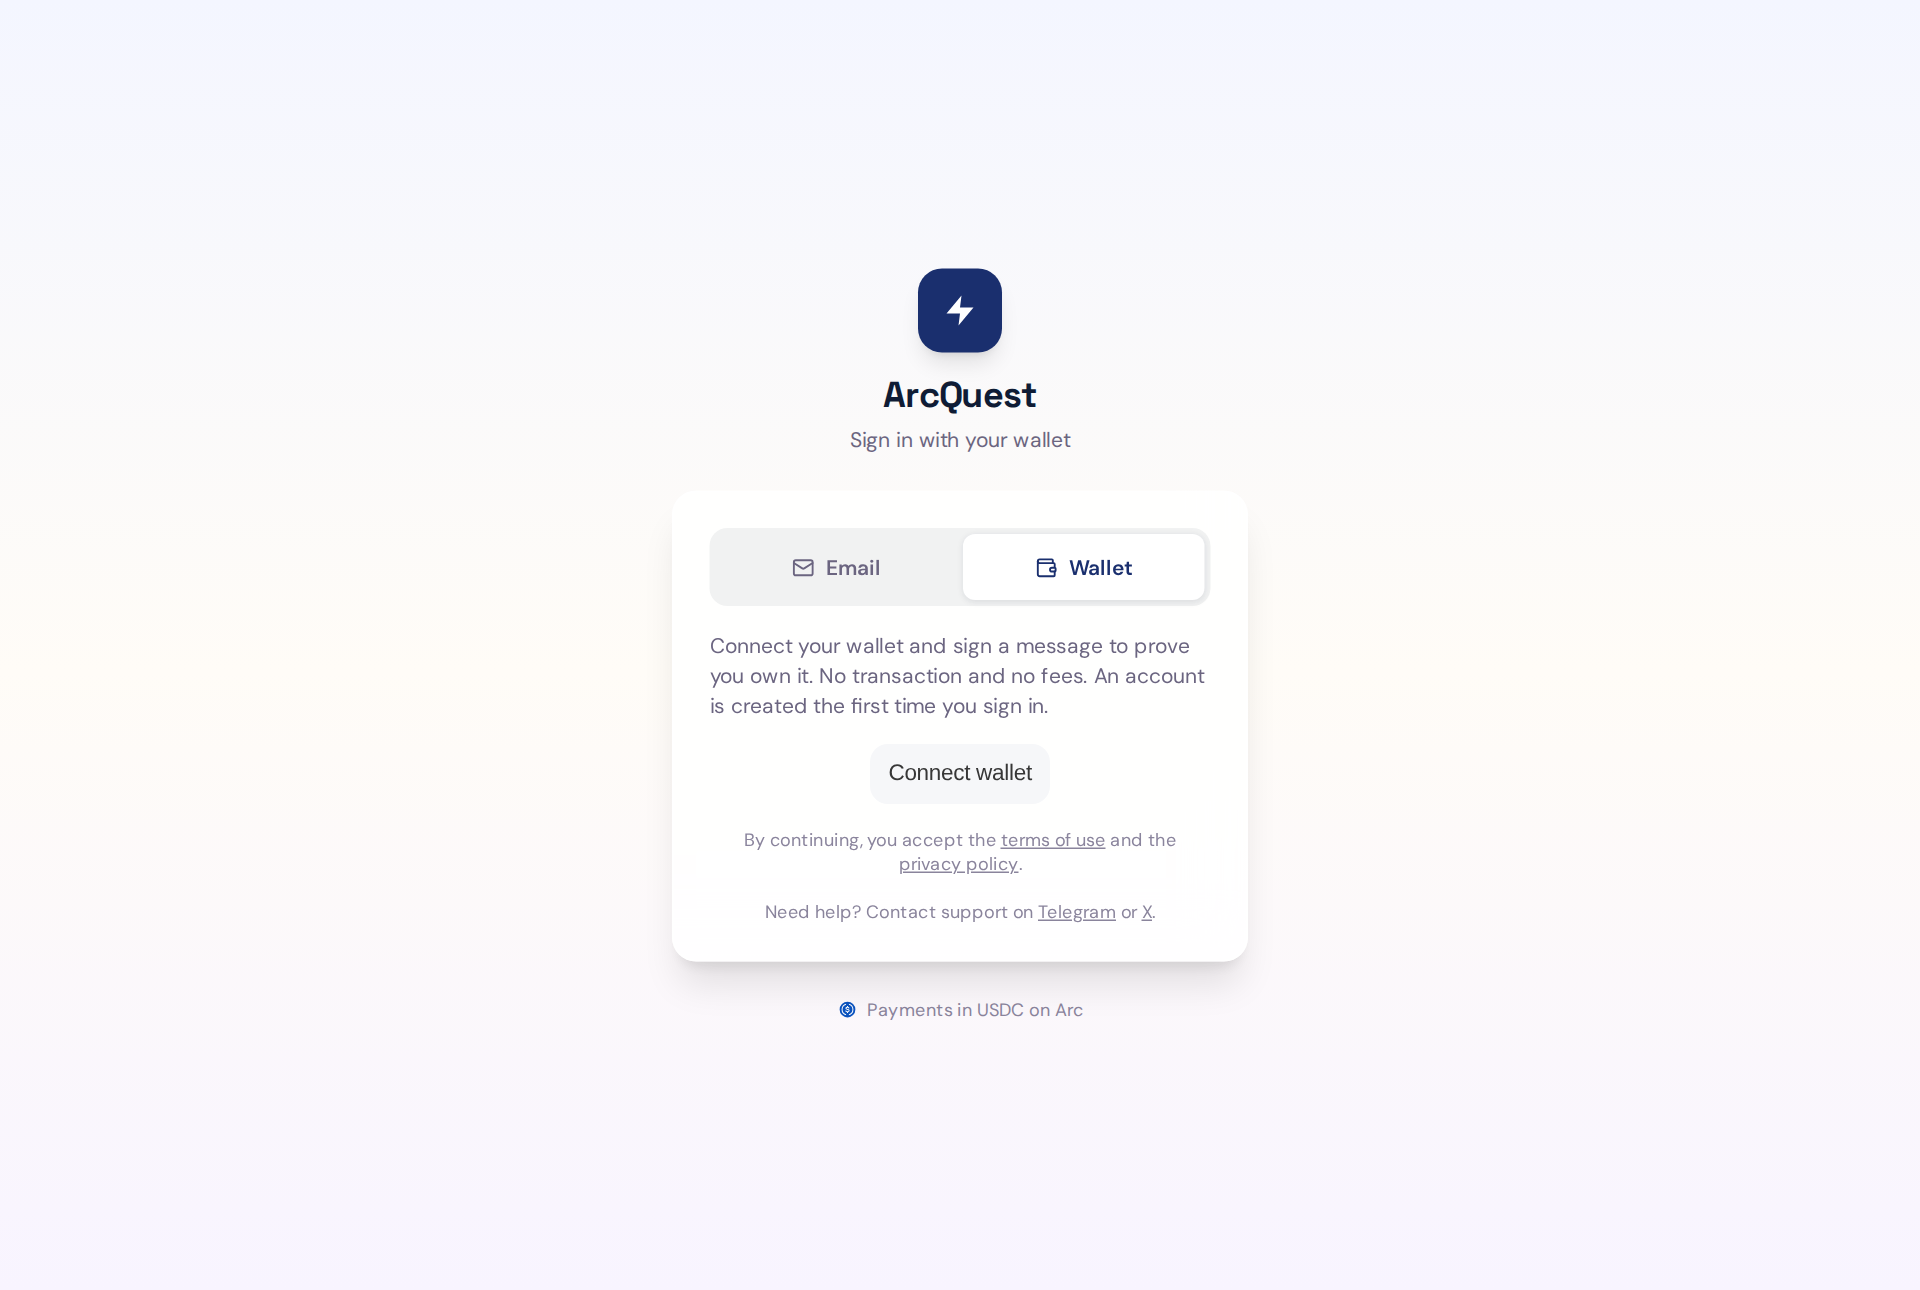 ArcQuest
Sign in with your wallet
Email
Wallet
Connect your wallet and sign a message to prove
you own it. No transaction and no fees. An account
is created the first time you sign in.
Connect wallet
By continuing, you accept the terms of use and the
privacy policy.
Need help? Contact support on Telegram or X.
Payments in USDC on Arc